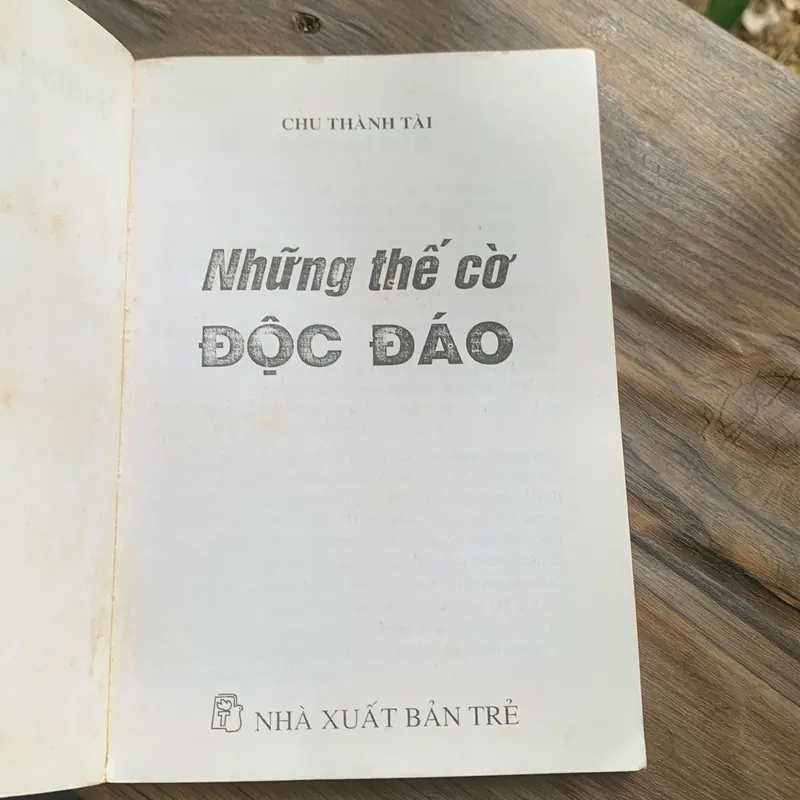 CHU THÀNH TÀI
Những thế cờ
ĐỘC ĐÁO
NHÀ XUẤT BẢN TRẺ